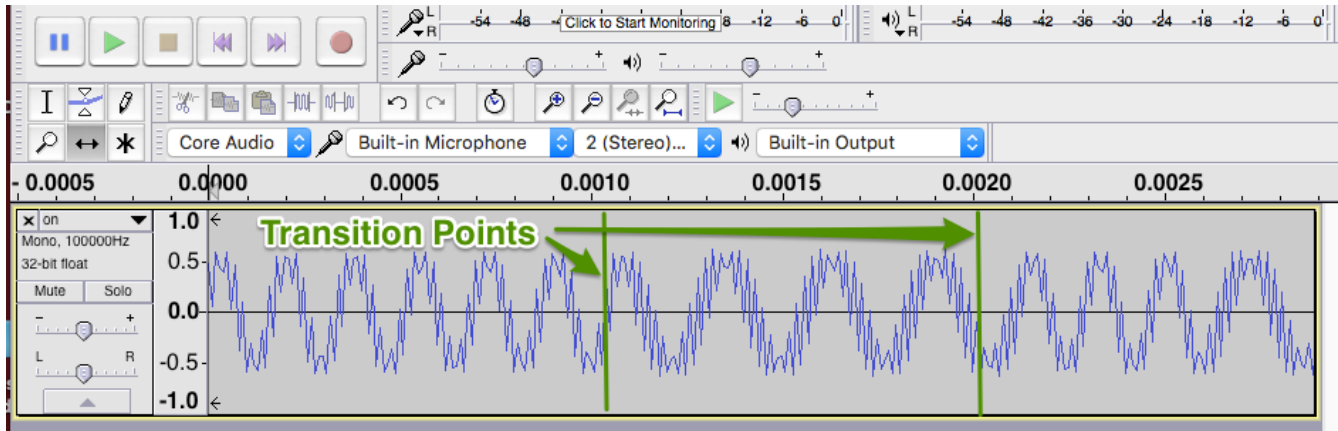 L
R
-54 -48 -4 Click to Start Monitoring 8 -12 -6 0
L
R
-54 -48 -42 -36 -30 -24 -18 -12 -6 0
- +
- +
- +
Core Audio
Built-in Microphone
2 (Stereo)...
Built-in Output
- 0.0005 0.0000 0.0005 0.0010 0.0015 0.0020 0.0025
x on
Mono, 100000Hz
32-bit float
Mute Solo
- +
L R
1.0
0.5-
0.0-
-0.5-
-1.0
Transition Points